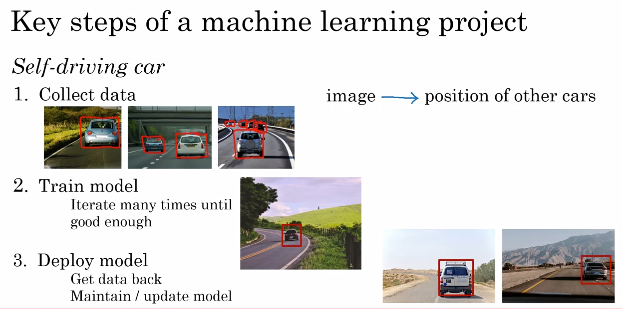 Key steps of a machine learning project
Self-driving car
1. Collect data
image → position of other cars
2. Train model
Iterate many times until
good enough
3. Deploy model
Get data back
Maintain / update model